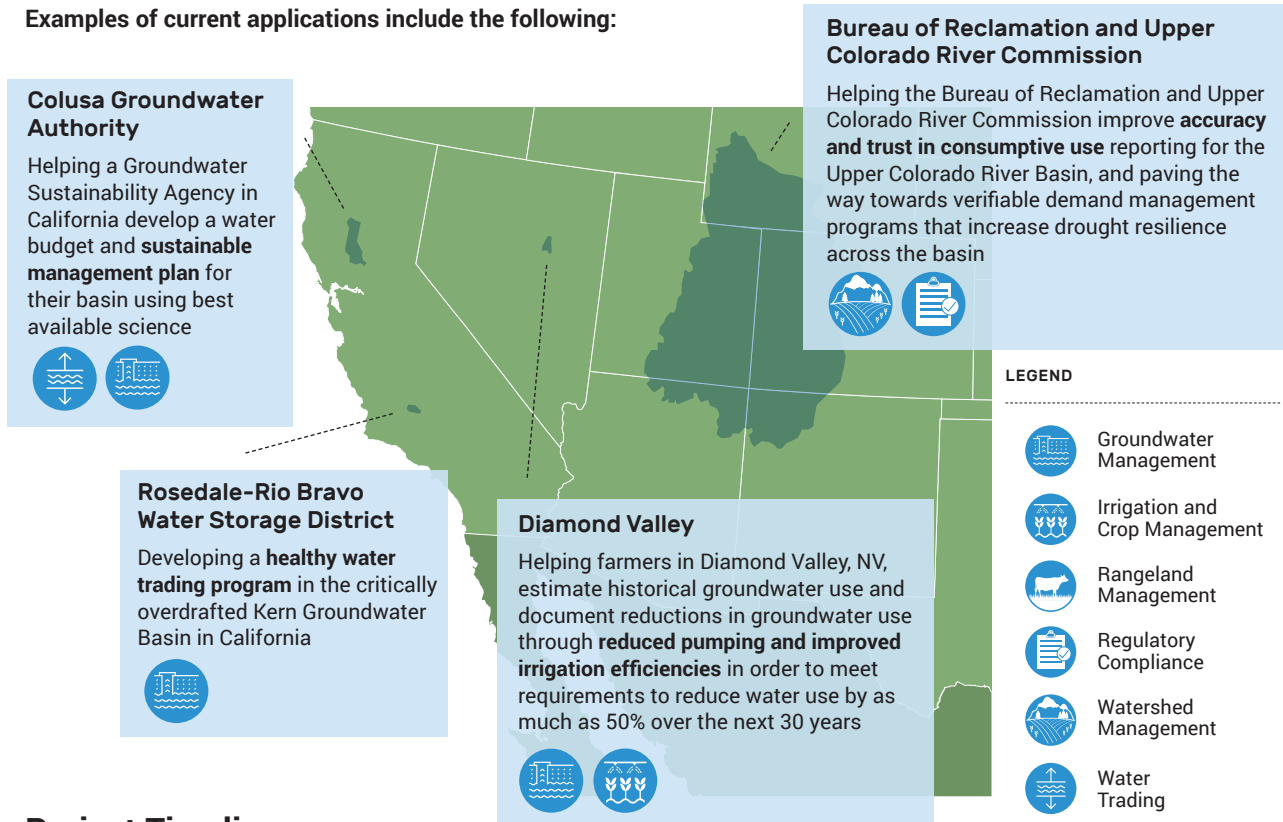 Examples of current applications include the following:
Colusa Groundwater
Authority
Helping a Groundwater
Sustainability Agency in
California develop a water
budget and sustainable
management plan for
their basin using best
available science
Bureau of Reclamation and Upper
Colorado River Commission
Helping the Bureau of Reclamation and Upper
Colorado River Commission improve accuracy
and trust in consumptive use reporting for the
Upper Colorado River Basin, and paving the
way towards verifiable demand management
programs that increase drought resilience
across the basin
Rosedale-Rio Bravo
Water Storage District
Developing a healthy water
trading program in the critically
overdrafted Kern Groundwater
Basin in California
Diamond Valley
Helping farmers in Diamond Valley, NV,
estimate historical groundwater use and
document reductions in groundwater use
through reduced pumping and improved
irrigation efficiencies in order to meet
requirements to reduce water use by as
much as 50% over the next 30 years
LEGEND
Groundwater
Management
Irrigation and
Crop Management
Rangeland
Management
Regulatory
Compliance
Watershed
Management
Water
Trading